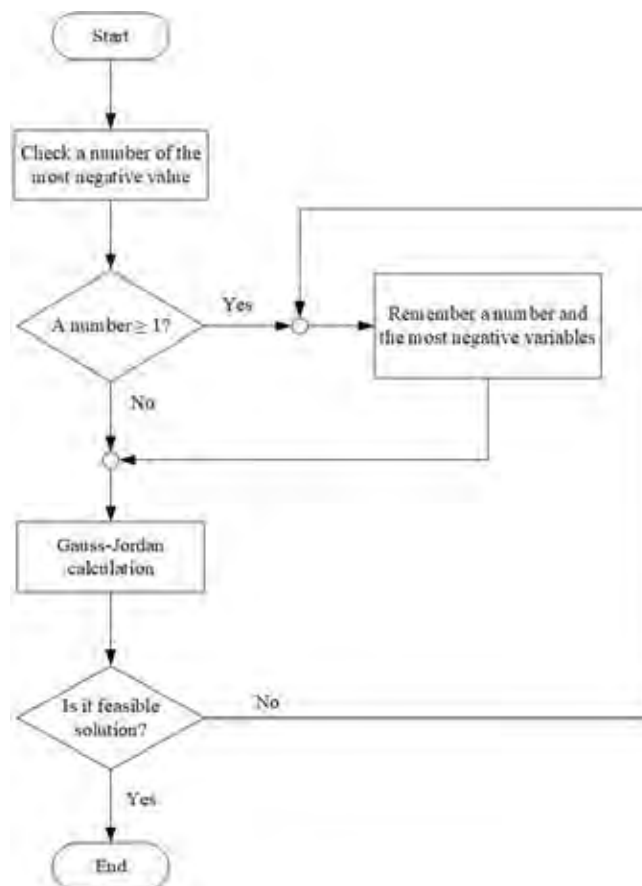 Start
Check a number of the
most negative value
A number ≥ 1?
Yes
Remember a number and
the most negative variables
No
Gauss-Jordan
calculation
Is it feasible
solution?
No
Yes
End